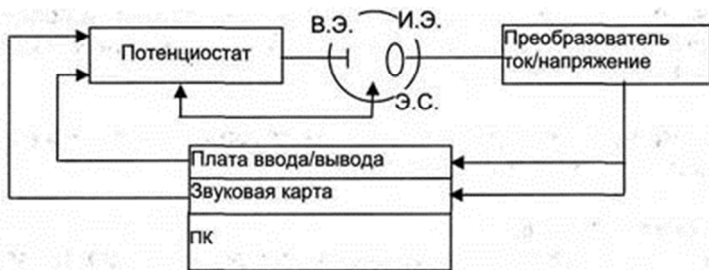 В.Э.
И.Э.
Потенциостат
Преобразователь
ток/напряжение
Э.С.
Плата ввода/вывода
Звуковая карта
ПК